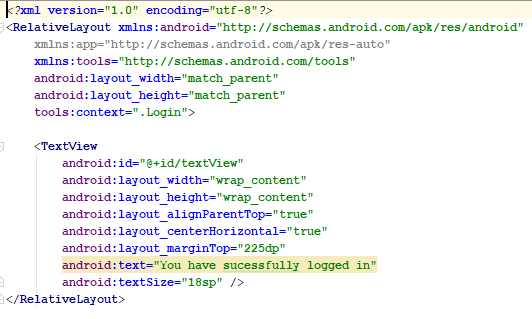 <?xml version="1.0" encoding="utf-8"?>
<RelativeLayout xmlns:android="http://schemas.android.com/apk/res/android"
    xmlns:app="http://schemas.android.com/apk/res-auto"
    xmlns:tools="http://schemas.android.com/tools"
    android:layout_width="match_parent"
    android:layout_height="match_parent"
    tools:context=".Login">

    <TextView
        android:id="@+id/textView"
        android:layout_width="wrap_content"
        android:layout_height="wrap_content"
        android:layout_alignParentTop="true"
        android:layout_centerHorizontal="true"
        android:layout_marginTop="225dp"
        android:text="You have sucessfully logged in"
        android:textSize="18sp" />
</RelativeLayout>